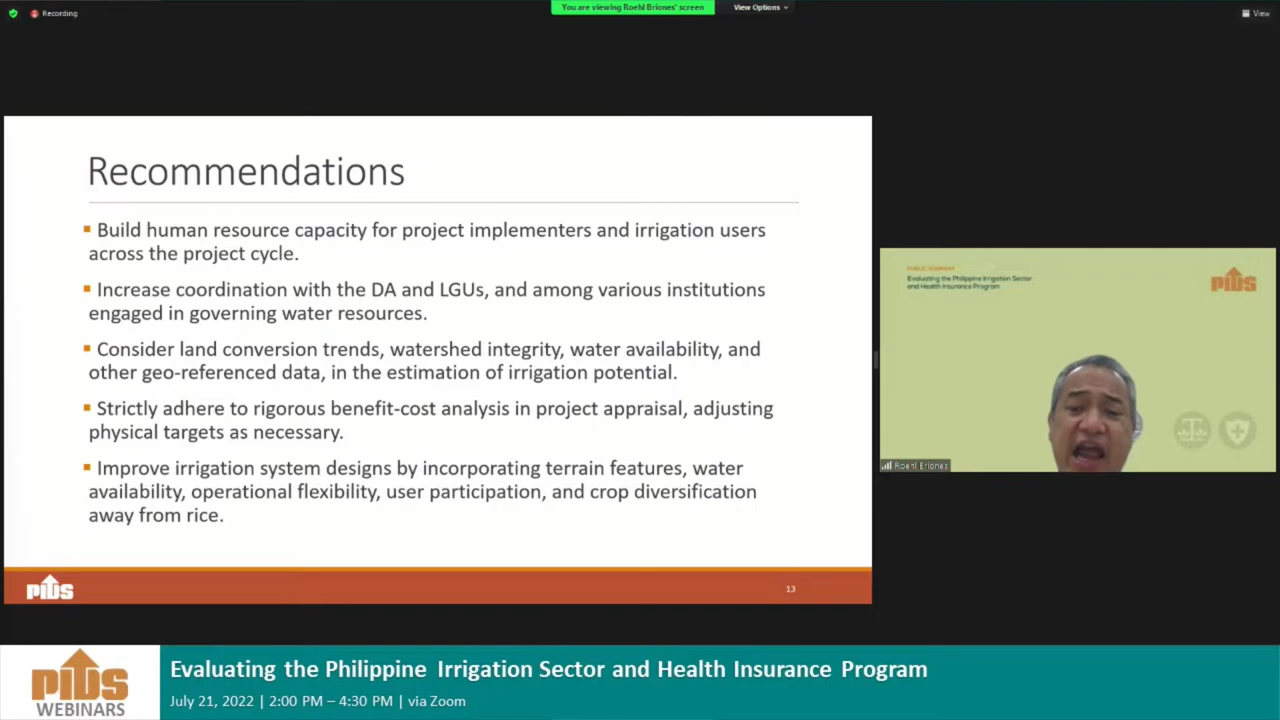 Recording
You are viewing Roehl Briones' screen
View Options
View
Recommendations
Build human resource capacity for project implementers and irrigation users
across the project cycle.
Increase coordination with the DA and LGUs, and among various institutions
engaged in governing water resources.
Consider land conversion trends, watershed integrity, water availability, and
other geo-referenced data, in the estimation of irrigation potential.
Strictly adhere to rigorous benefit-cost analysis in project appraisal, adjusting
physical targets as necessary.
Improve irrigation system designs by incorporating terrain features, water
availability, operational flexibility, user participation, and crop diversification
away from rice.
PIDS
13
Evaluating the Philippine Irrigation Sector
and Health Insurance Program
PIDS
Roehl Briones
PIDS
WEBINARS
Evaluating the Philippine Irrigation Sector and Health Insurance Program
July 21, 2022 | 2:00 PM – 4:30 PM | via Zoom